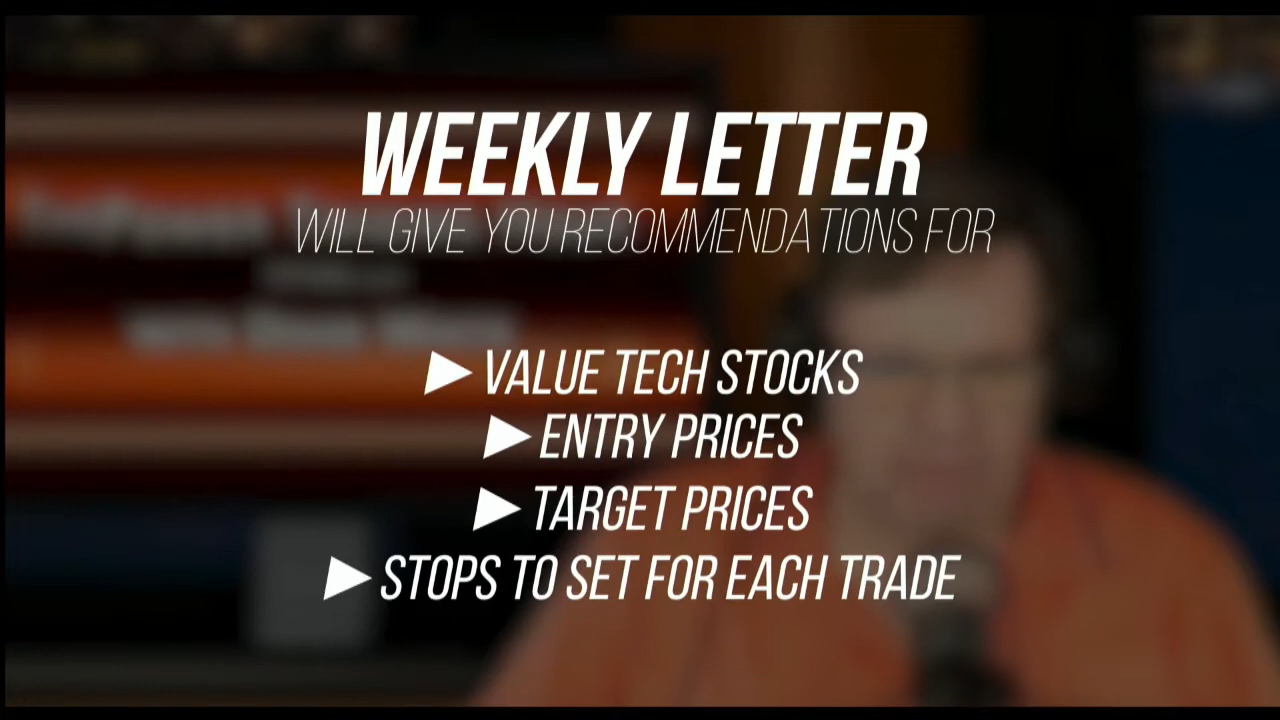 WEEKLY LETTER
WILL GIVE YOU RECOMMENDATIONS FOR
▶ VALUE TECH STOCKS
▶ ENTRY PRICES
▶ TARGET PRICES
▶ STOPS TO SET FOR EACH TRADE